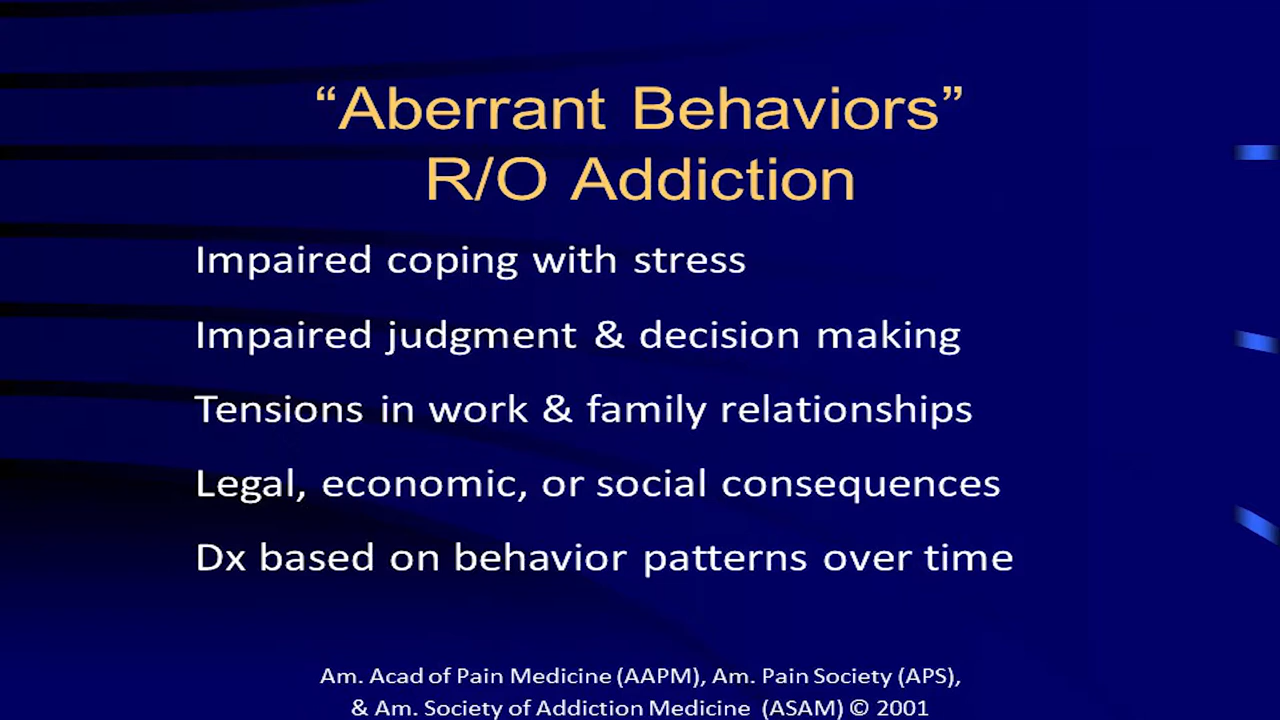 “Aberrant Behaviors”
R/O Addiction
Impaired coping with stress
Impaired judgment & decision making
Tensions in work & family relationships
Legal, economic, or social consequences
Dx based on behavior patterns over time
Am. Acad of Pain Medicine (AAPM), Am. Pain Society (APS),
& Am. Society of Addiction Medicine (ASAM) © 2001